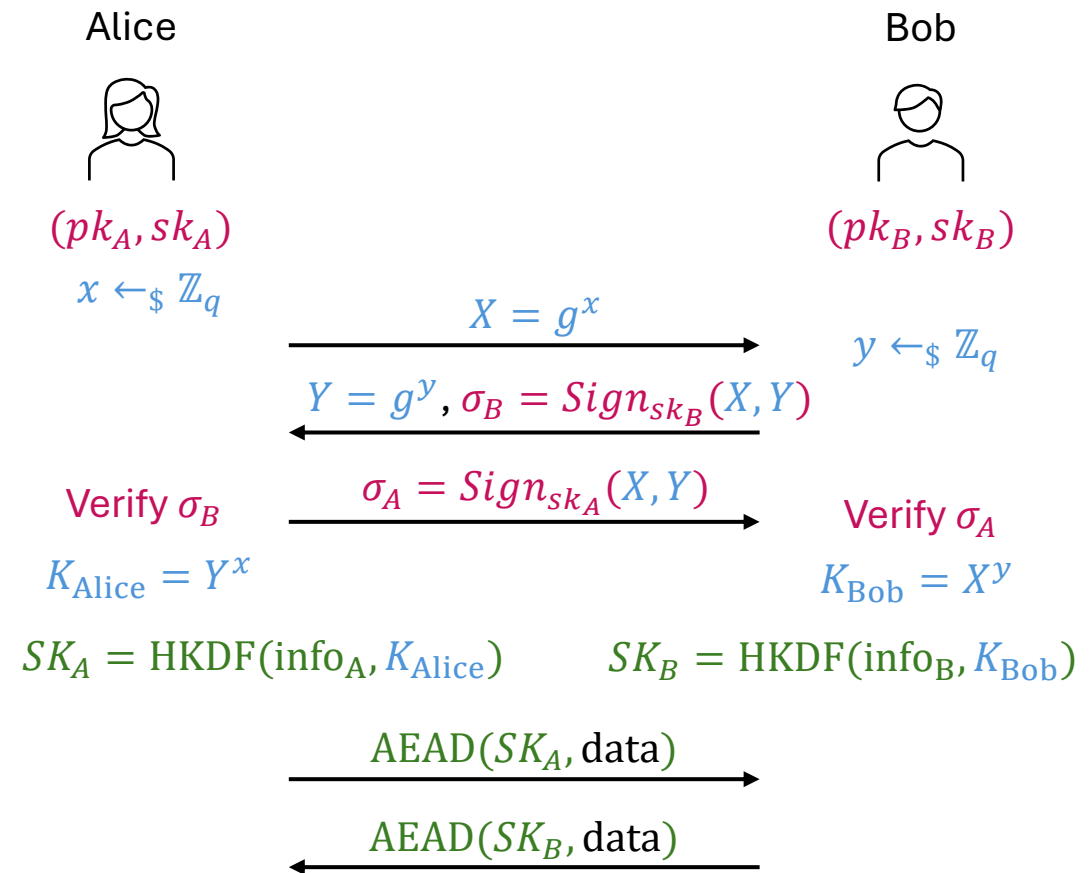 Alice Bob
(pk_A, sk_A) (pk_B, sk_B)
x ←_$ ℤ_q
X = g^x
y ←_$ ℤ_q
Y = g^y, σ_B = Sign_{sk_B}(X, Y)
σ_A = Sign_{sk_A}(X, Y)
Verify σ_B Verify σ_A
K_Alice = Y^x K_Bob = X^y
SK_A = HKDF(info_A, K_Alice) SK_B = HKDF(info_B, K_Bob)
AEAD(SK_A, data)
AEAD(SK_B, data)